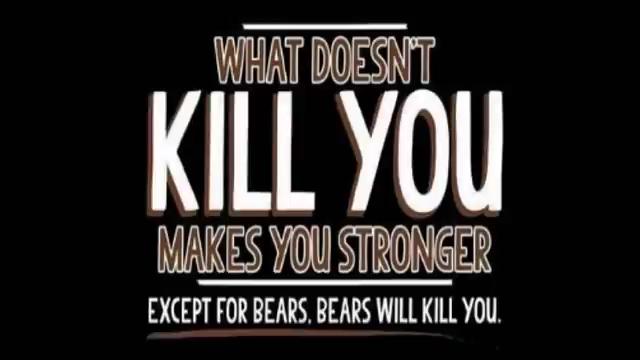 WHAT DOESN'T
KILL YOU
MAKES YOU STRONGER
EXCEPT FOR BEARS, BEARS WILL KILL YOU.